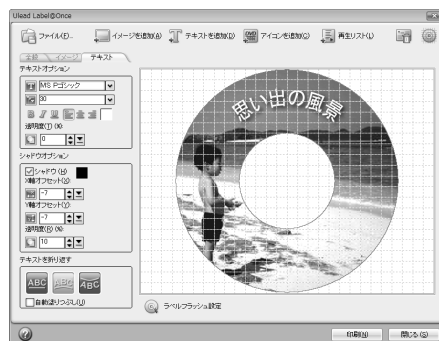 Ulead Label@Once
ファイル(F)... イメージを追加(A) テキストを追加(D) アイコンを追加(C) 再生リスト(L)
全般 イメージ テキスト
テキストオプション
MS Pゴシック
30
B I U
透明度(T) (%):
0
シャドウオプション
シャドウ(H)
X軸オフセット(X):
-7
Y軸オフセット(Y):
-7
透明度(R) (%):
10
テキストを折り返す
ABC ABC ABC
自動塗りつぶし(U)
思い出の風景
ラベルフラッシュ設定
印刷(N) 閉じる(S)